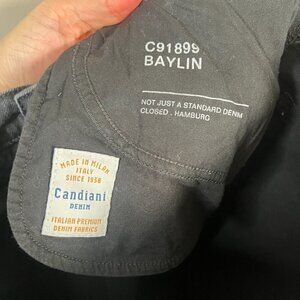 C91899
BAYLIN
NOT JUST A STANDARD DENIM
CLOSED . HAMBURG
MADE IN MILAN
ITALY
SINCE 1938
Candiani
DENIM
ITALIAN PREMIUM
DENIM FABRICS